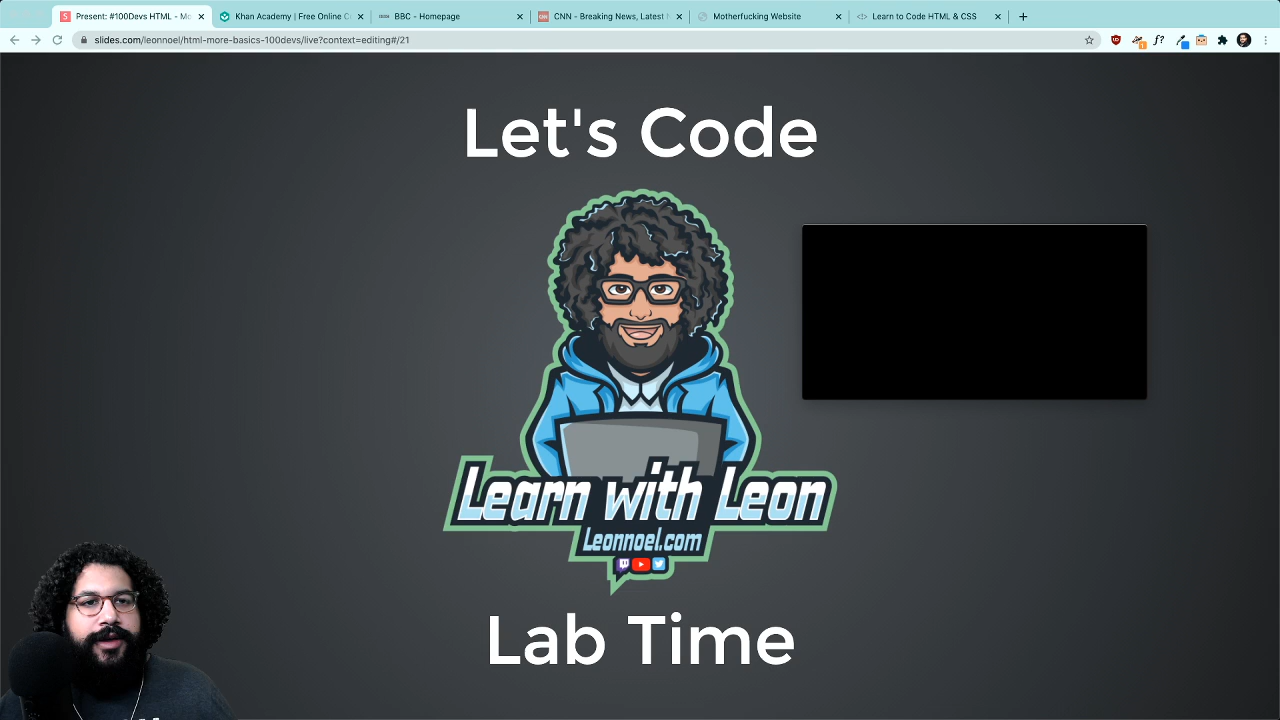 Present: #100Devs HTML - Mo
Khan Academy | Free Online C
BBC - Homepage
CNN - Breaking News, Latest N
Motherfucking Website
Learn to Code HTML & CSS
slides.com/leonnoel/html-more-basics-100devs/live?context=editing#/21
Let's Code
Learn with Leon
Leonnoel.com
Lab Time